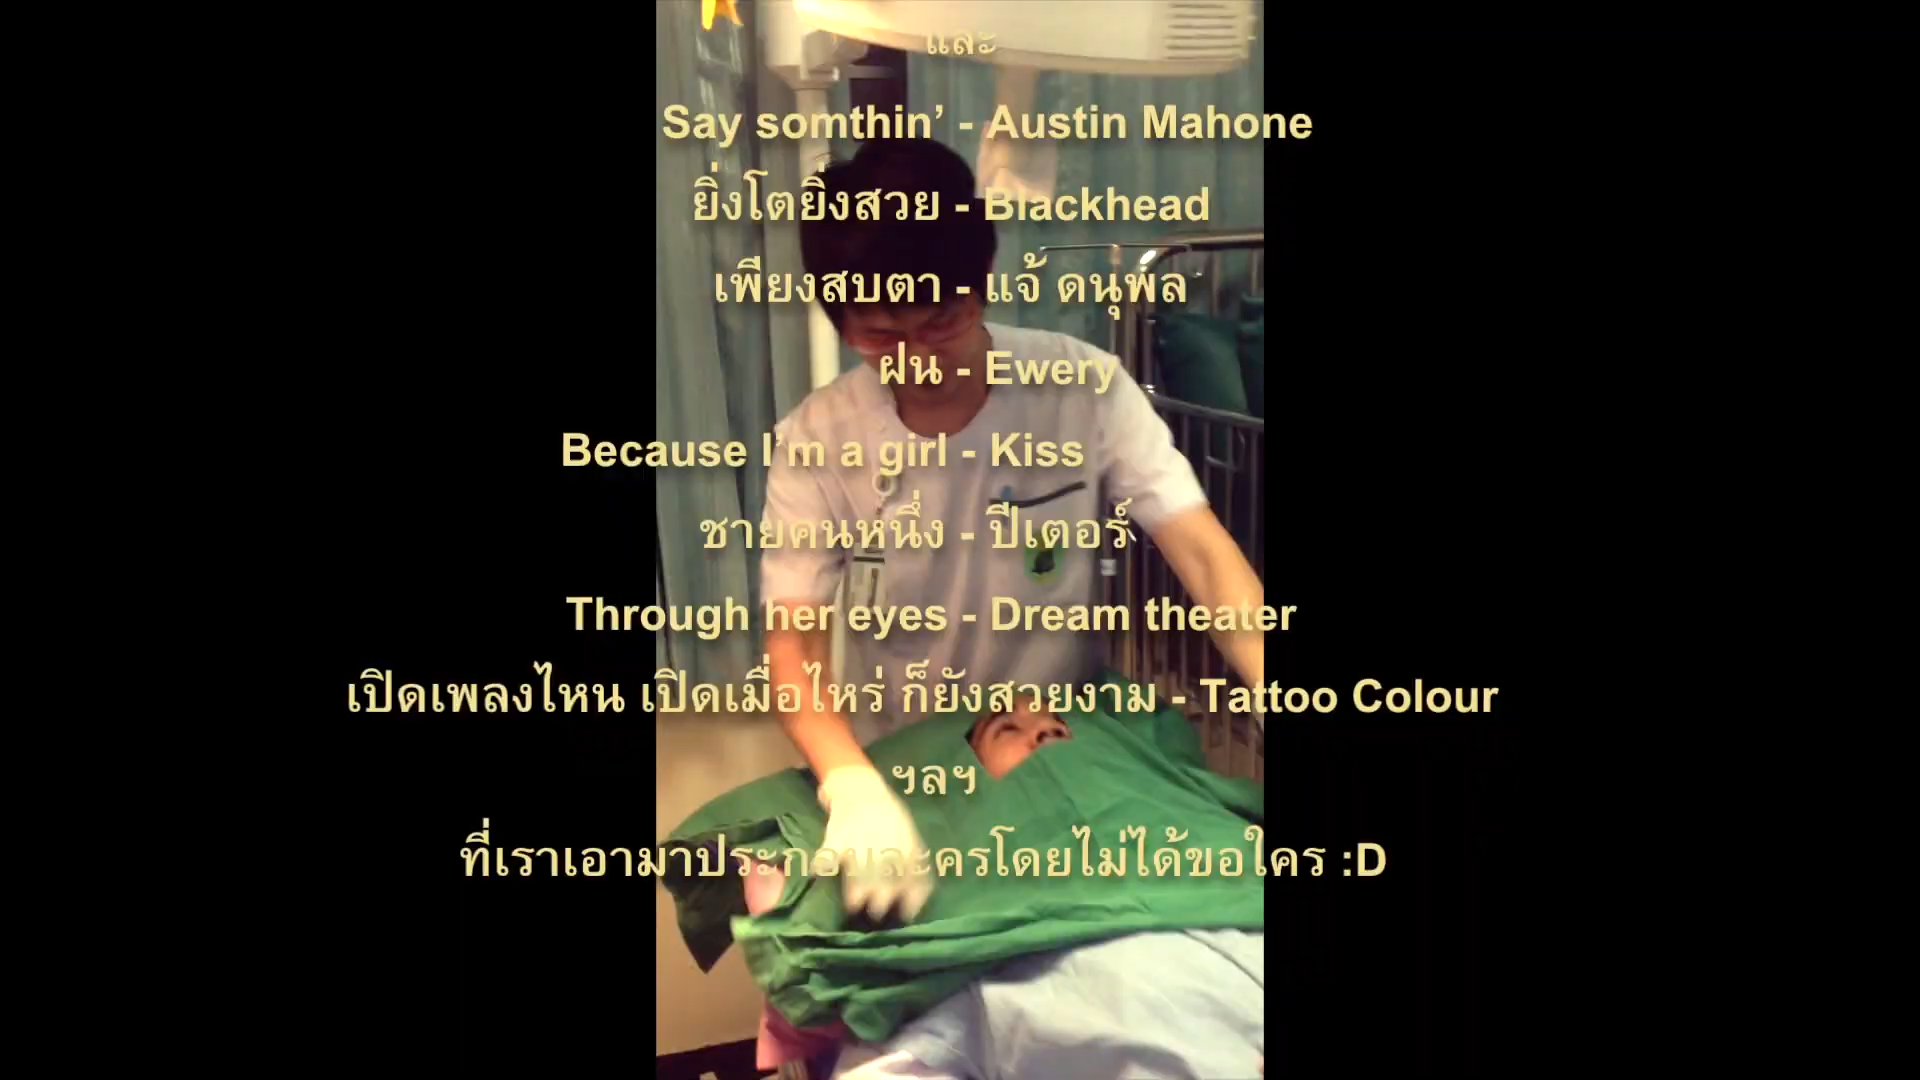 และ
Say somthin’ - Austin Mahone
ยิ่งโตยิ่งสวย - Blackhead
เพียงสบตา - แจ้ ดนุพล
ฝน - Ewery
Because I’m a girl - Kiss
ชายคนหนึ่ง - ปีเตอร์
Through her eyes - Dream theater
เปิดเพลงไหน เปิดเมื่อไหร่ ก็ยังสวยงาม - Tattoo Colour
ฯลฯ
ที่เราเอามาประกอบละครโดยไม่ได้ขอใคร :D